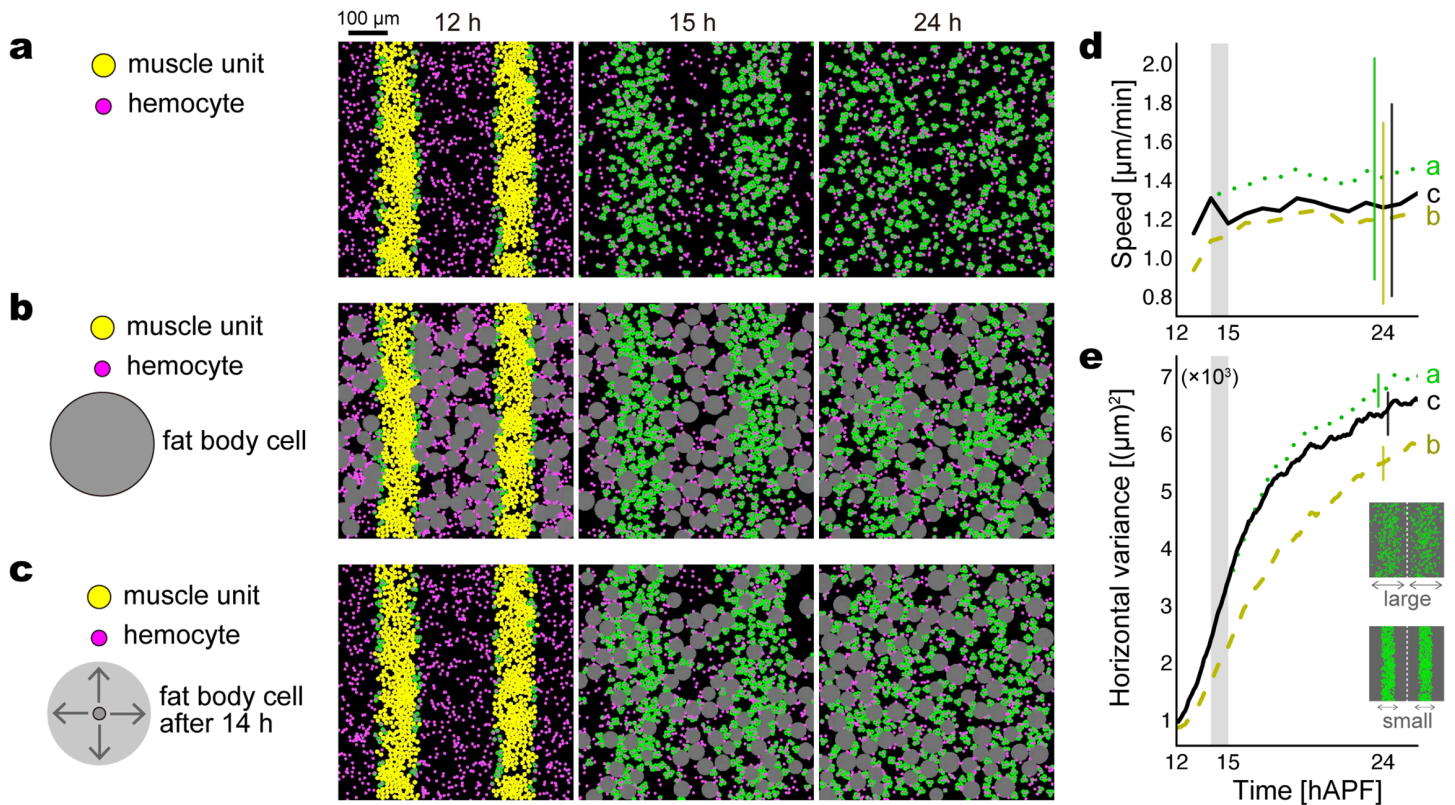 100 µm
12 h
15 h
24 h
a
muscle unit
hemocyte
b
muscle unit
hemocyte
fat body cell
c
muscle unit
hemocyte
fat body cell
after 14 h
d
Speed [µm/min]
2.0
1.8
1.6
1.4
1.2
1.0
0.8
a
c
b
12
15
24
e
Horizontal variance [(µm)²]
(×10³)
7
6
5
4
3
2
1
a
c
b
large
small
12
15
24
Time [hAPF]